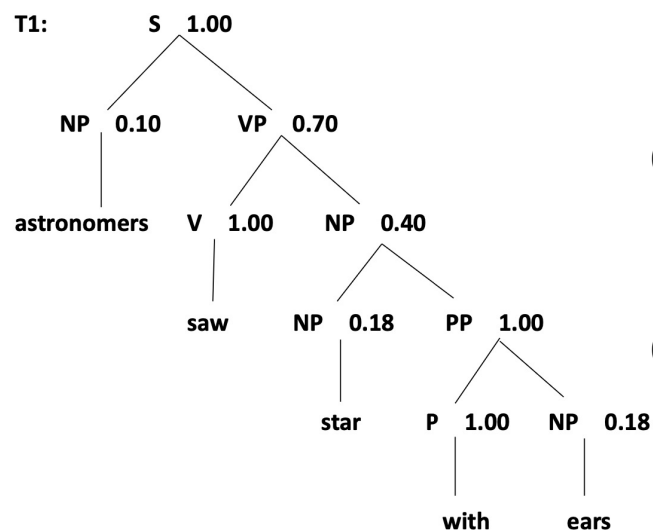 T1: S 1.00
NP 0.10 VP 0.70
astronomers V 1.00 NP 0.40
saw NP 0.18 PP 1.00
star P 1.00 NP 0.18
with ears